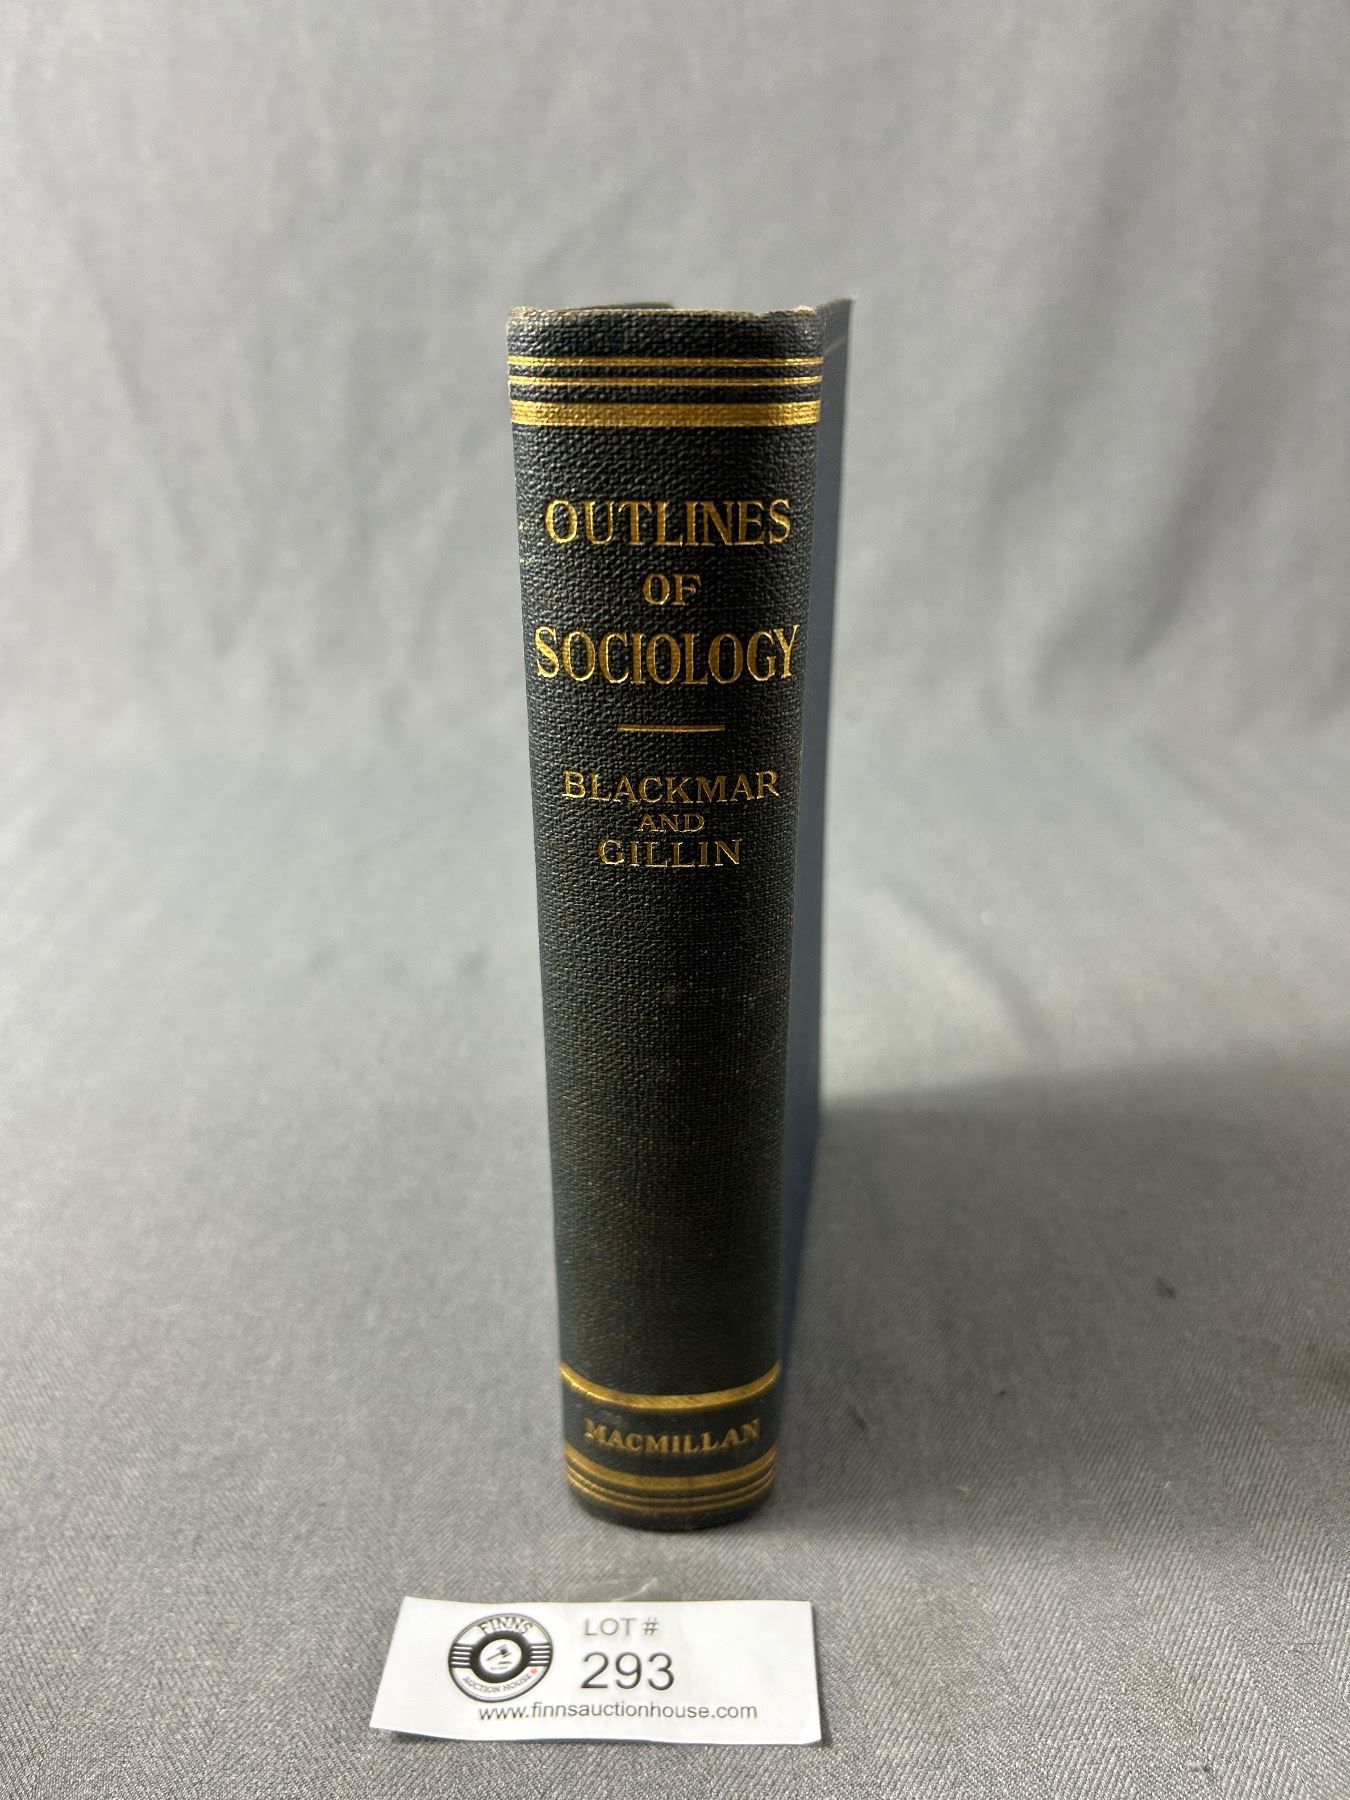 OUTLINES
OF
SOCIOLOGY
BLACKMAR
AND
GILLIN
MACMILLAN
FINNS
AUCTION HOUSE
LOT #
293
www.finnsauctionhouse.com